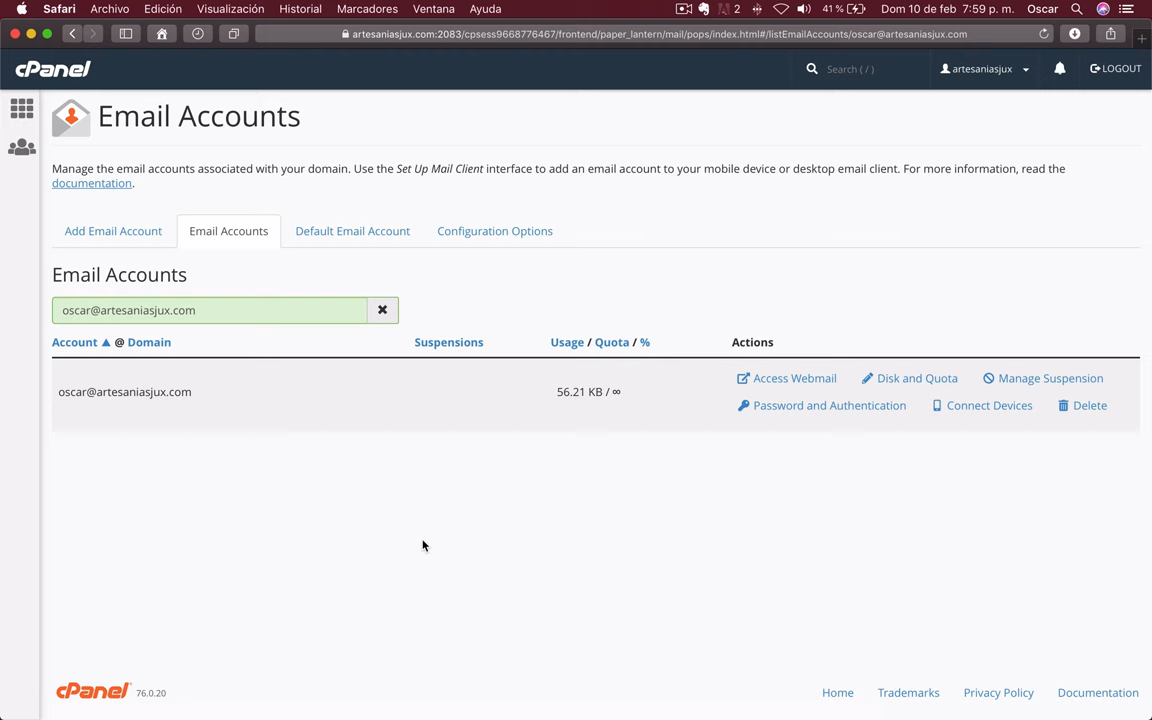 Safari Archivo Edición Visualización Historial Marcadores Ventana Ayuda 2 41 % Dom 10 de feb 7:59 p. m. Oscar
artesaniasjux.com:2083/cpsess9668776467/frontend/paper_lantern/mail/pops/index.html#/listEmailAccounts/oscar@artesaniasjux.com
cPanel Search ( / ) artesaniasjux LOGOUT
Email Accounts
Manage the email accounts associated with your domain. Use the Set Up Mail Client interface to add an email account to your mobile device or desktop email client. For more information, read the
documentation.
Add Email Account Email Accounts Default Email Account Configuration Options
Email Accounts
oscar@artesaniasjux.com
Account @ Domain Suspensions Usage / Quota / % Actions
Access Webmail Disk and Quota Manage Suspension
oscar@artesaniasjux.com 56.21 KB / ∞
Password and Authentication Connect Devices Delete
cPanel 76.0.20 Home Trademarks Privacy Policy Documentation